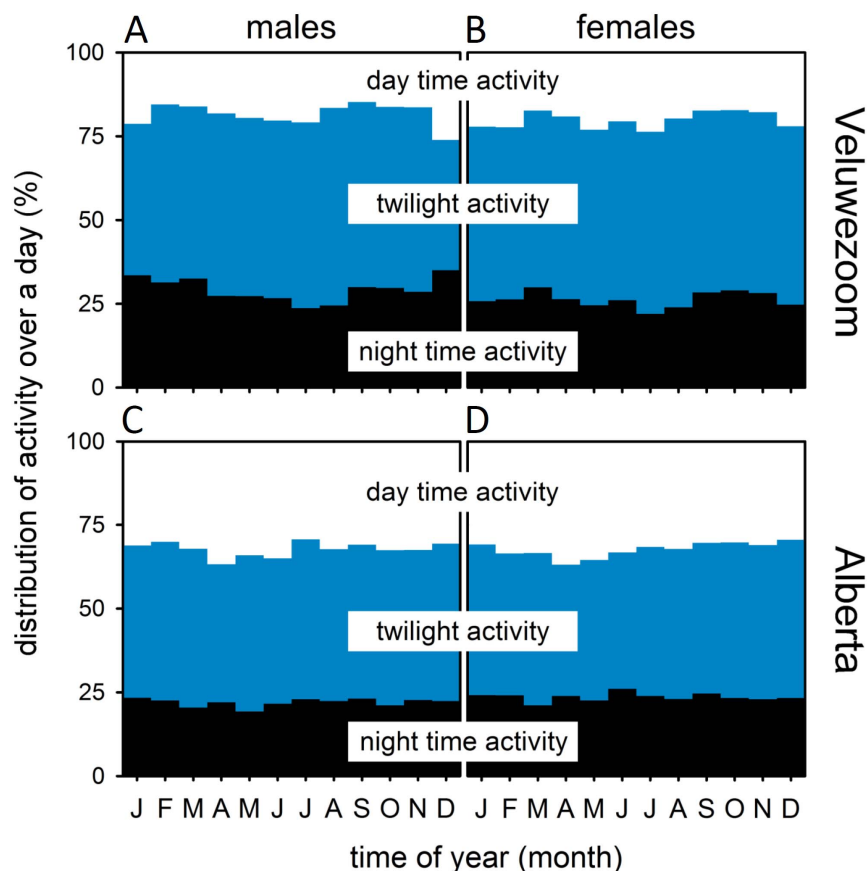 A males B females
100
75
50
25
0
day time activity
twilight activity
night time activity
Veluwezoom
C D
100
75
50
25
0
day time activity
twilight activity
night time activity
Alberta
distribution of activity over a day (%)
J F M A M J J A S O N D J F M A M J J A S O N D
time of year (month)